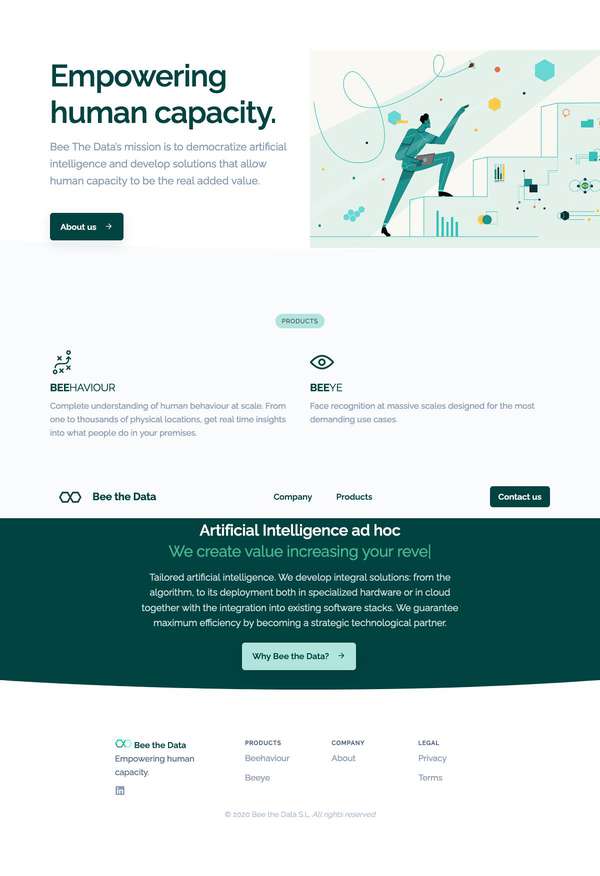 Empowering
human capacity.
Bee The Data's mission is to democratize artificial
intelligence and develop solutions that allow
human capacity to be the real added value.
About us →
PRODUCTS
BEEHAVIOUR
Complete understanding of human behaviour at scale. From
one to thousands of physical locations, get real time insights
into what people do in your premises.
BEEYE
Face recognition at massive scales designed for the most
demanding use cases.
Bee the Data
Company
Products
Contact us
Artificial Intelligence ad hoc
We create value increasing your reve|
Tailored artificial intelligence. We develop integral solutions: from the
algorithm, to its deployment both in specialized hardware or in cloud
together with the integration into existing software stacks. We guarantee
maximum efficiency by becoming a strategic technological partner.
Why Bee the Data? →
Bee the Data
Empowering human
capacity.
PRODUCTS
Beehaviour
Beeye
COMPANY
About
LEGAL
Privacy
Terms
© 2020 Bee the Data S.L. All rights reserved